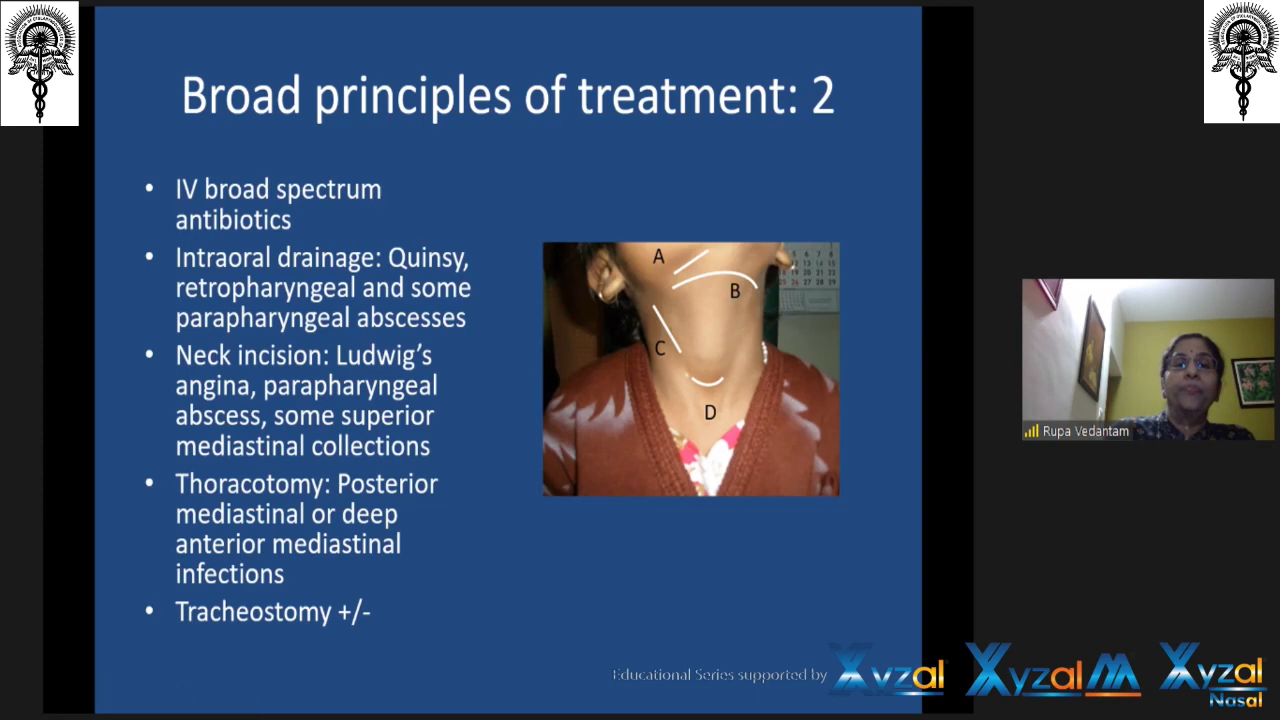 Broad principles of treatment: 2
• IV broad spectrum
antibiotics
• Intraoral drainage: Quinsy,
retropharyngeal and some
parapharyngeal abscesses
• Neck incision: Ludwig's
angina, parapharyngeal
abscess, some superior
mediastinal collections
• Thoracotomy: Posterior
mediastinal or deep
anterior mediastinal
infections
• Tracheostomy +/-
A
B
C
D
Rupa Vedantam
Educational Series supported by
Xyzal
Xyzal M
Xyzal
Nasal